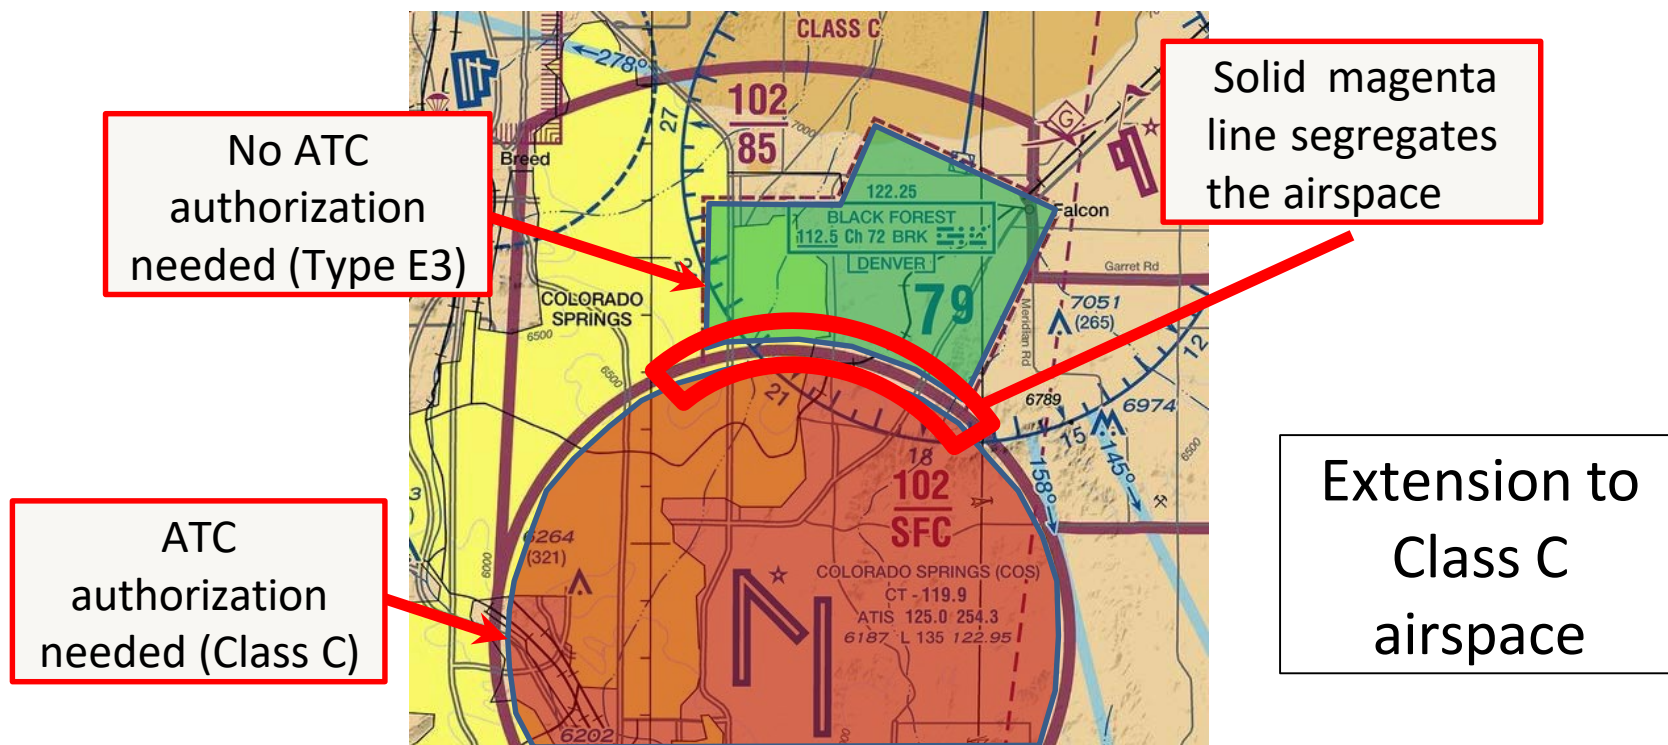 No ATC
authorization
needed (Type E3)
ATC
authorization
needed (Class C)
Solid magenta
line segregates
the airspace
Extension to
Class C
airspace
CLASS C
278°
27
102
85
7000
Breed
G
122.25
BLACK FOREST
112.5 Ch 72 BRK
DENVER
Falcon
Garret Rd
79
Meridian Rd
7051
(265)
12
COLORADO
SPRINGS
6500
6500
21
6789
6974
15
6500
18
158°
145°
102
SFC
6264
(321)
6000
COLORADO SPRINGS (COS)
CT - 119.9
ATIS 125.0 254.3
6187 L 135 122.95
6202